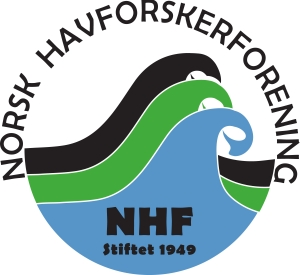 NORSK HAVFORSKERFORENING
NHF
Stiftet 1949